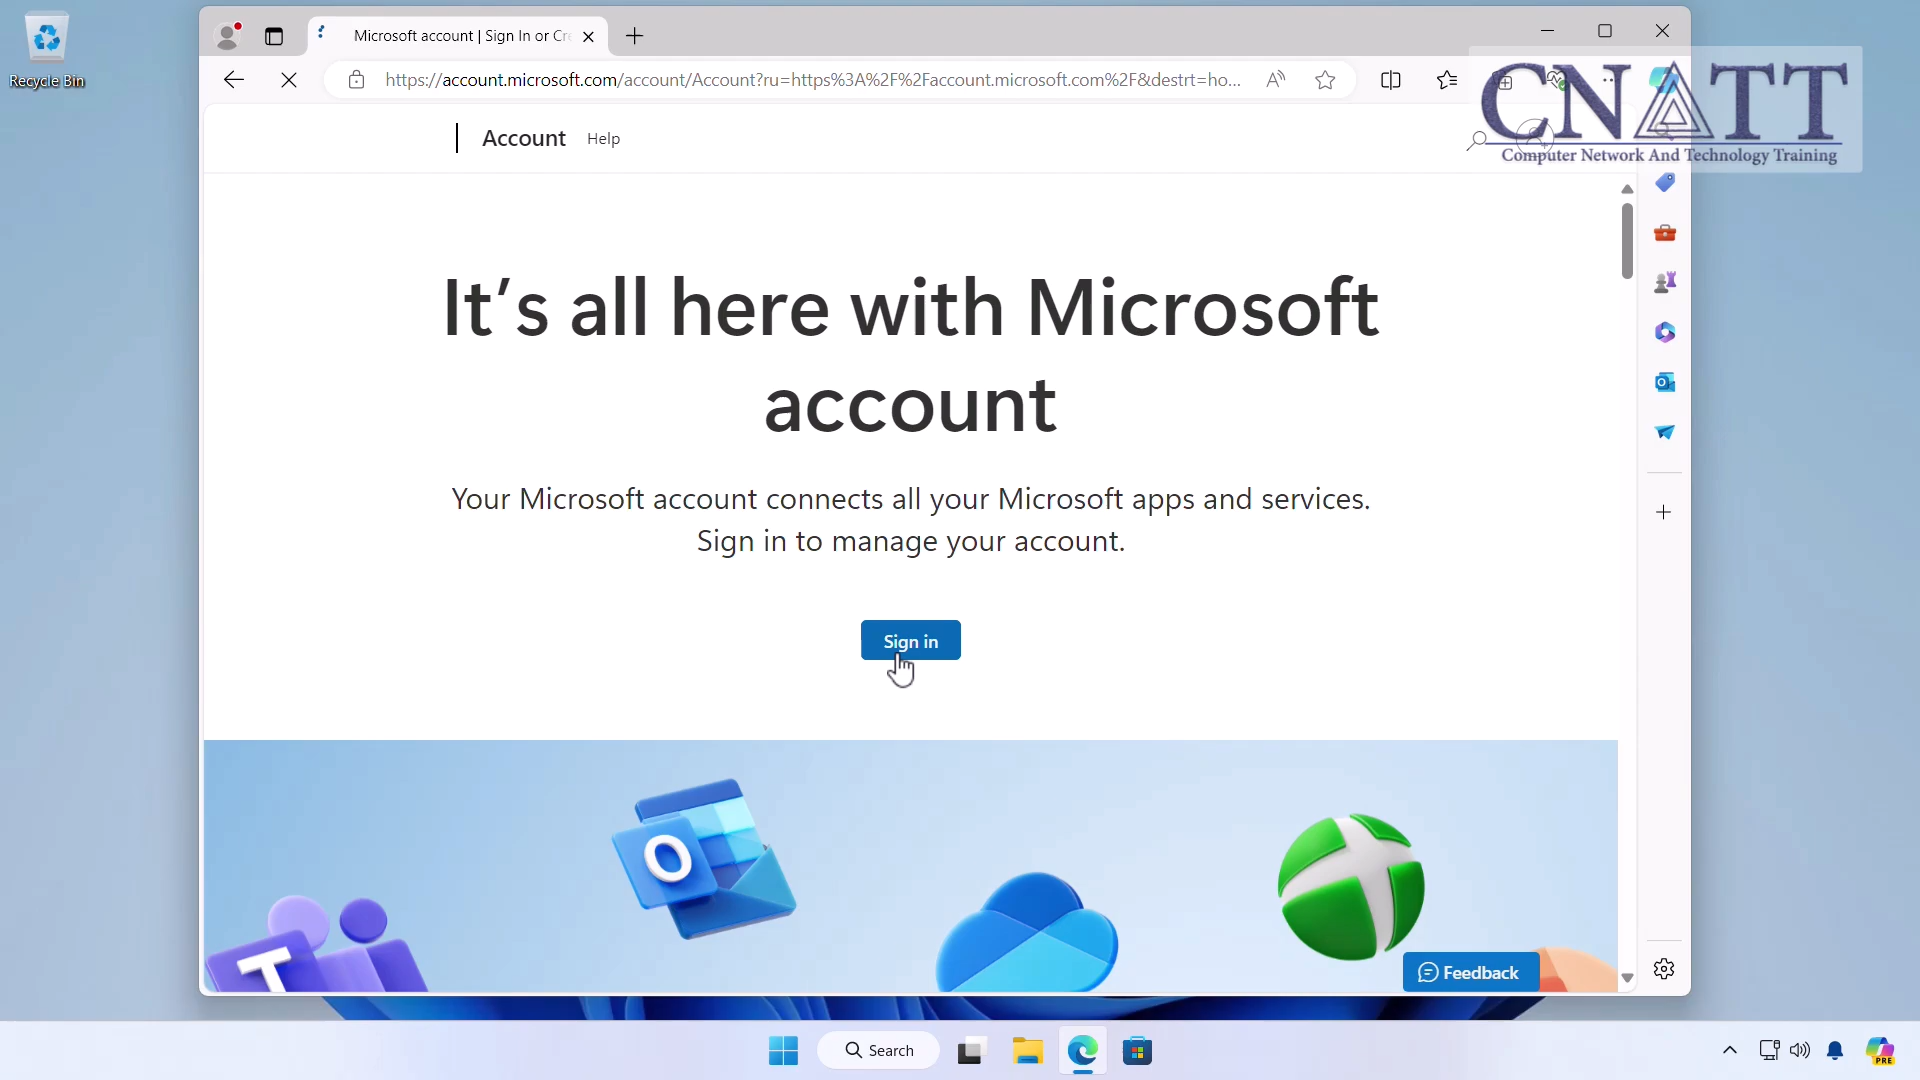 Recycle Bin
Microsoft account | Sign In or Cre
https://account.microsoft.com/account/Account?ru=https%3A%2F%2Faccount.microsoft.com%2F&destrt=ho...
CNATT
Computer Network And Technology Training
Account Help
It’s all here with Microsoft
account
Your Microsoft account connects all your Microsoft apps and services.
Sign in to manage your account.
Sign in
O
T
Feedback
Search
PRE